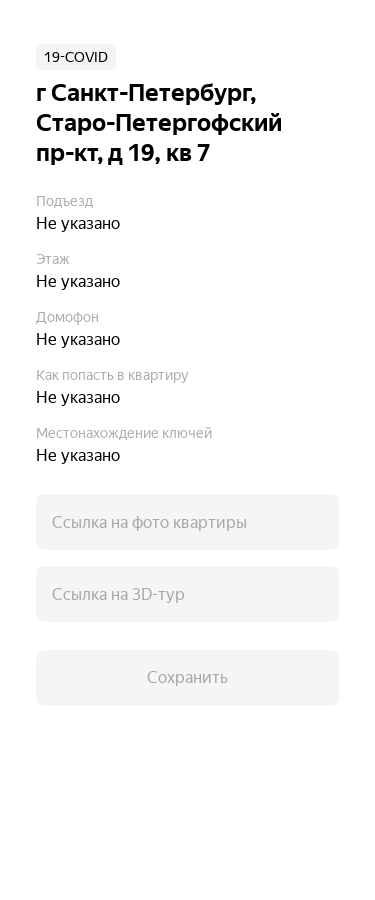 19-COVID
г Санкт-Петербург,
Старо-Петергофский
пр-кт, д 19, кв 7
Подъезд
Не указано
Этаж
Не указано
Домофон
Не указано
Как попасть в квартиру
Не указано
Местонахождение ключей
Не указано
Ссылка на фото квартиры
Ссылка на 3D-тур
Сохранить